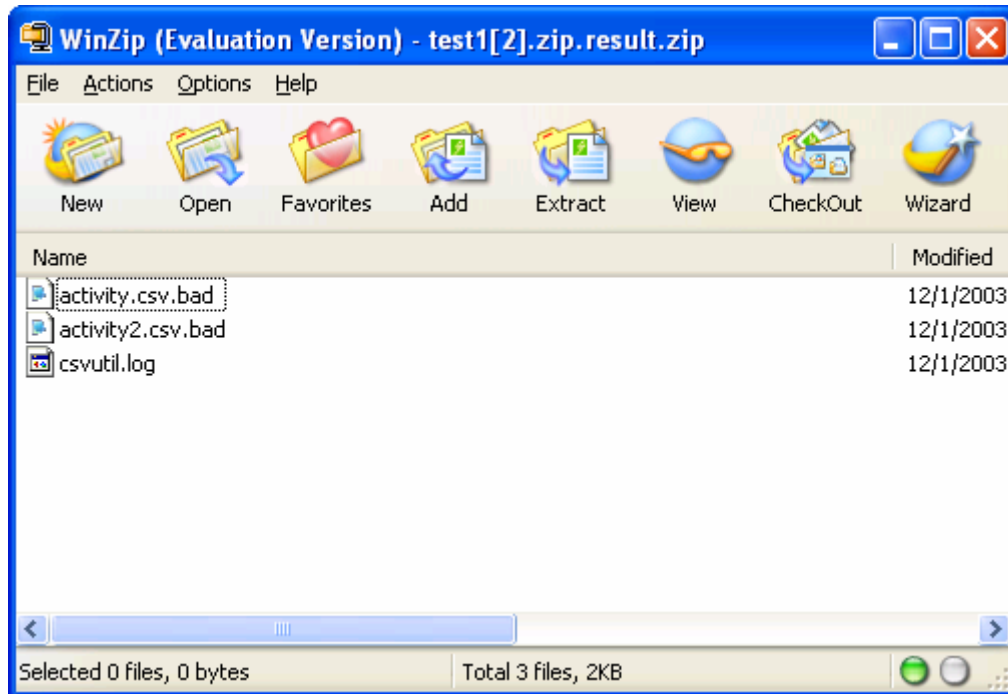 WinZip (Evaluation Version) - test1[2].zip.result.zip
File Actions Options Help
New Open Favorites Add Extract View CheckOut Wizard
Name Modified
activity.csv.bad 12/1/2003
activity2.csv.bad 12/1/2003
csvutil.log 12/1/2003
Selected 0 files, 0 bytes Total 3 files, 2KB